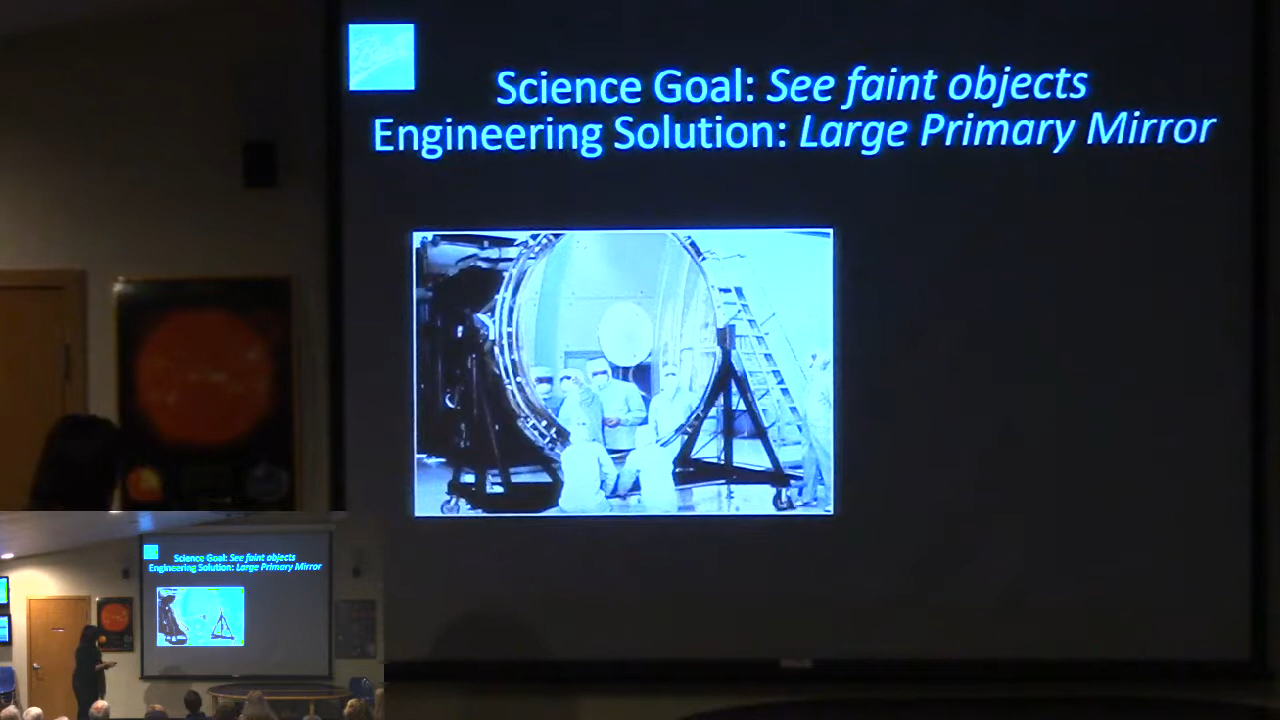 Science Goal: See faint objects
Engineering Solution: Large Primary Mirror
Science Goal: See faint objects
Engineering Solution: Large Primary Mirror